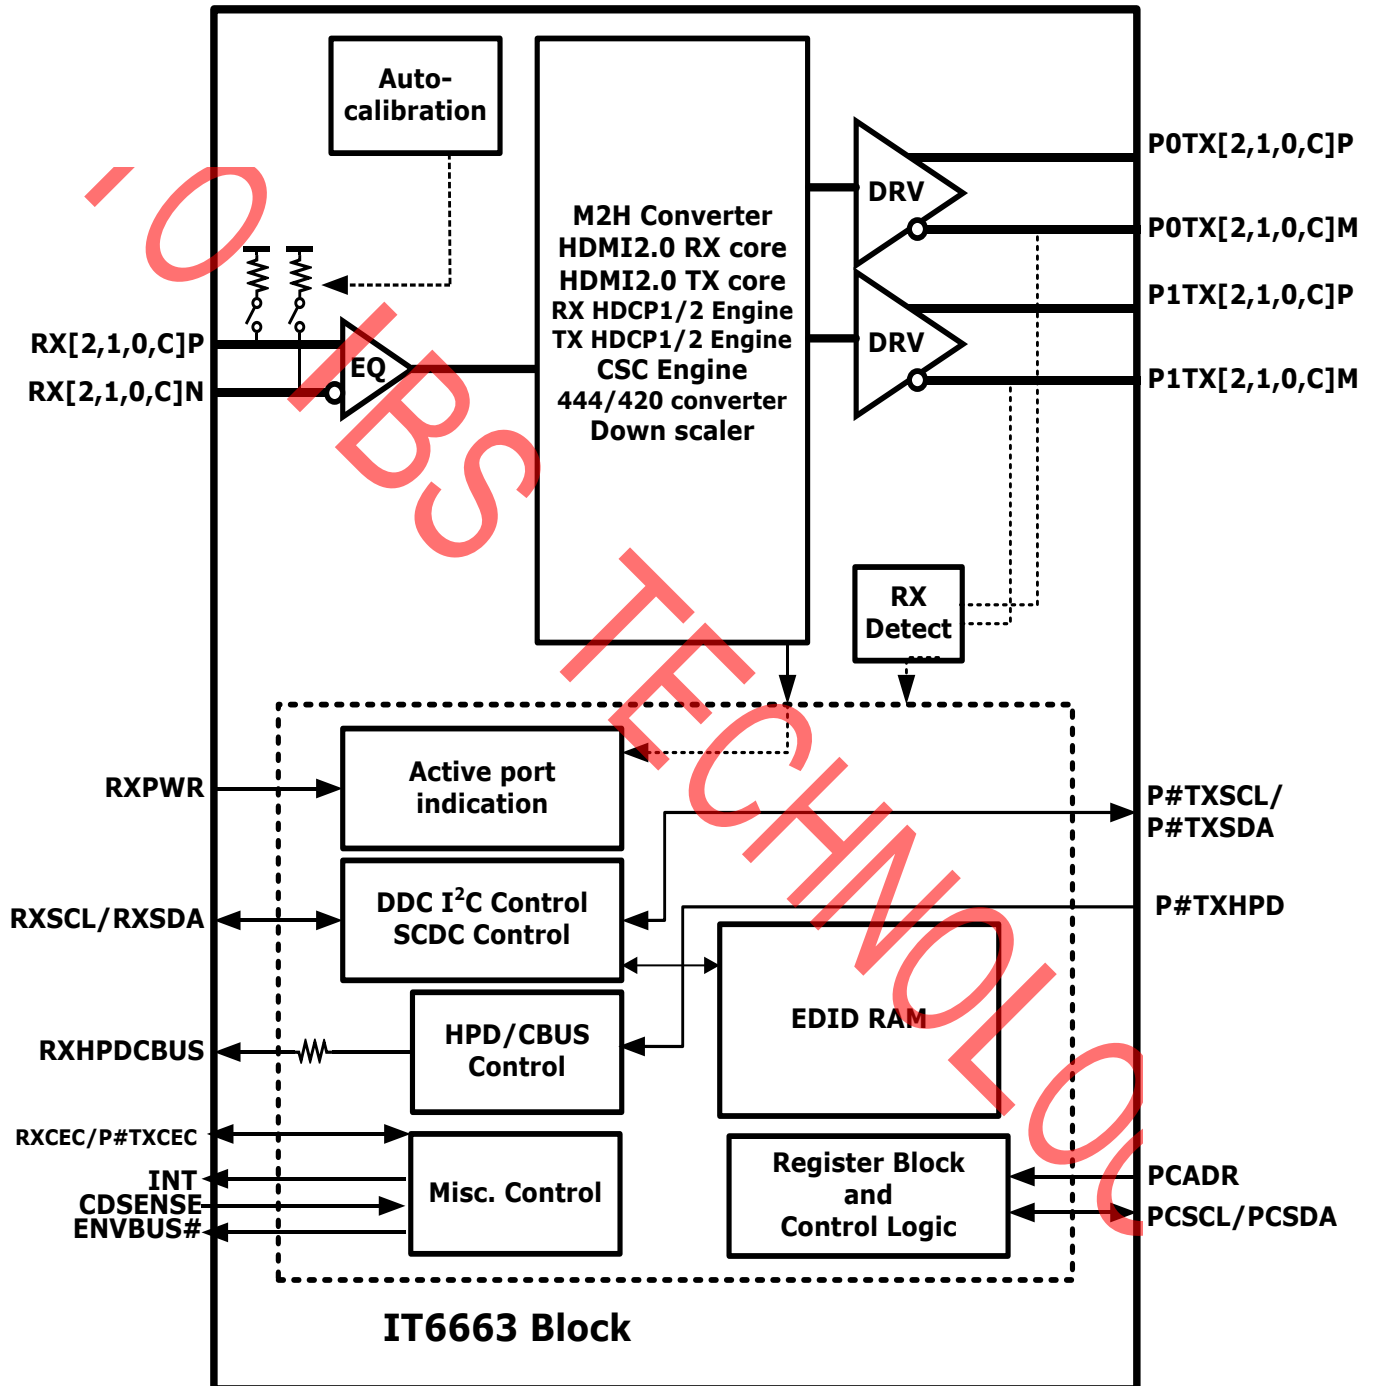 Auto-
calibration
M2H Converter
HDMI2.0 RX core
HDMI2.0 TX core
RX HDCP1/2 Engine
TX HDCP1/2 Engine
CSC Engine
444/420 converter
Down scaler
DRV
DRV
P0TX[2,1,0,C]P
P0TX[2,1,0,C]M
P1TX[2,1,0,C]P
P1TX[2,1,0,C]M
RX[2,1,0,C]P
RX[2,1,0,C]N
EQ
RX
Detect
RXPWR
Active port
indication
P#TXSCL/
P#TXSDA
RXSCL/RXSDA
DDC I²C Control
SCDC Control
P#TXHPD
EDID RAM
RXHPDCBUS
HPD/CBUS
Control
RXCEC/P#TXCEC
INT
CDSENSE
ENVBUS#
Misc. Control
Register Block
and
Control Logic
PCADR
PCSCL/PCSDA
IT6663 Block
IBS TECHNOLO